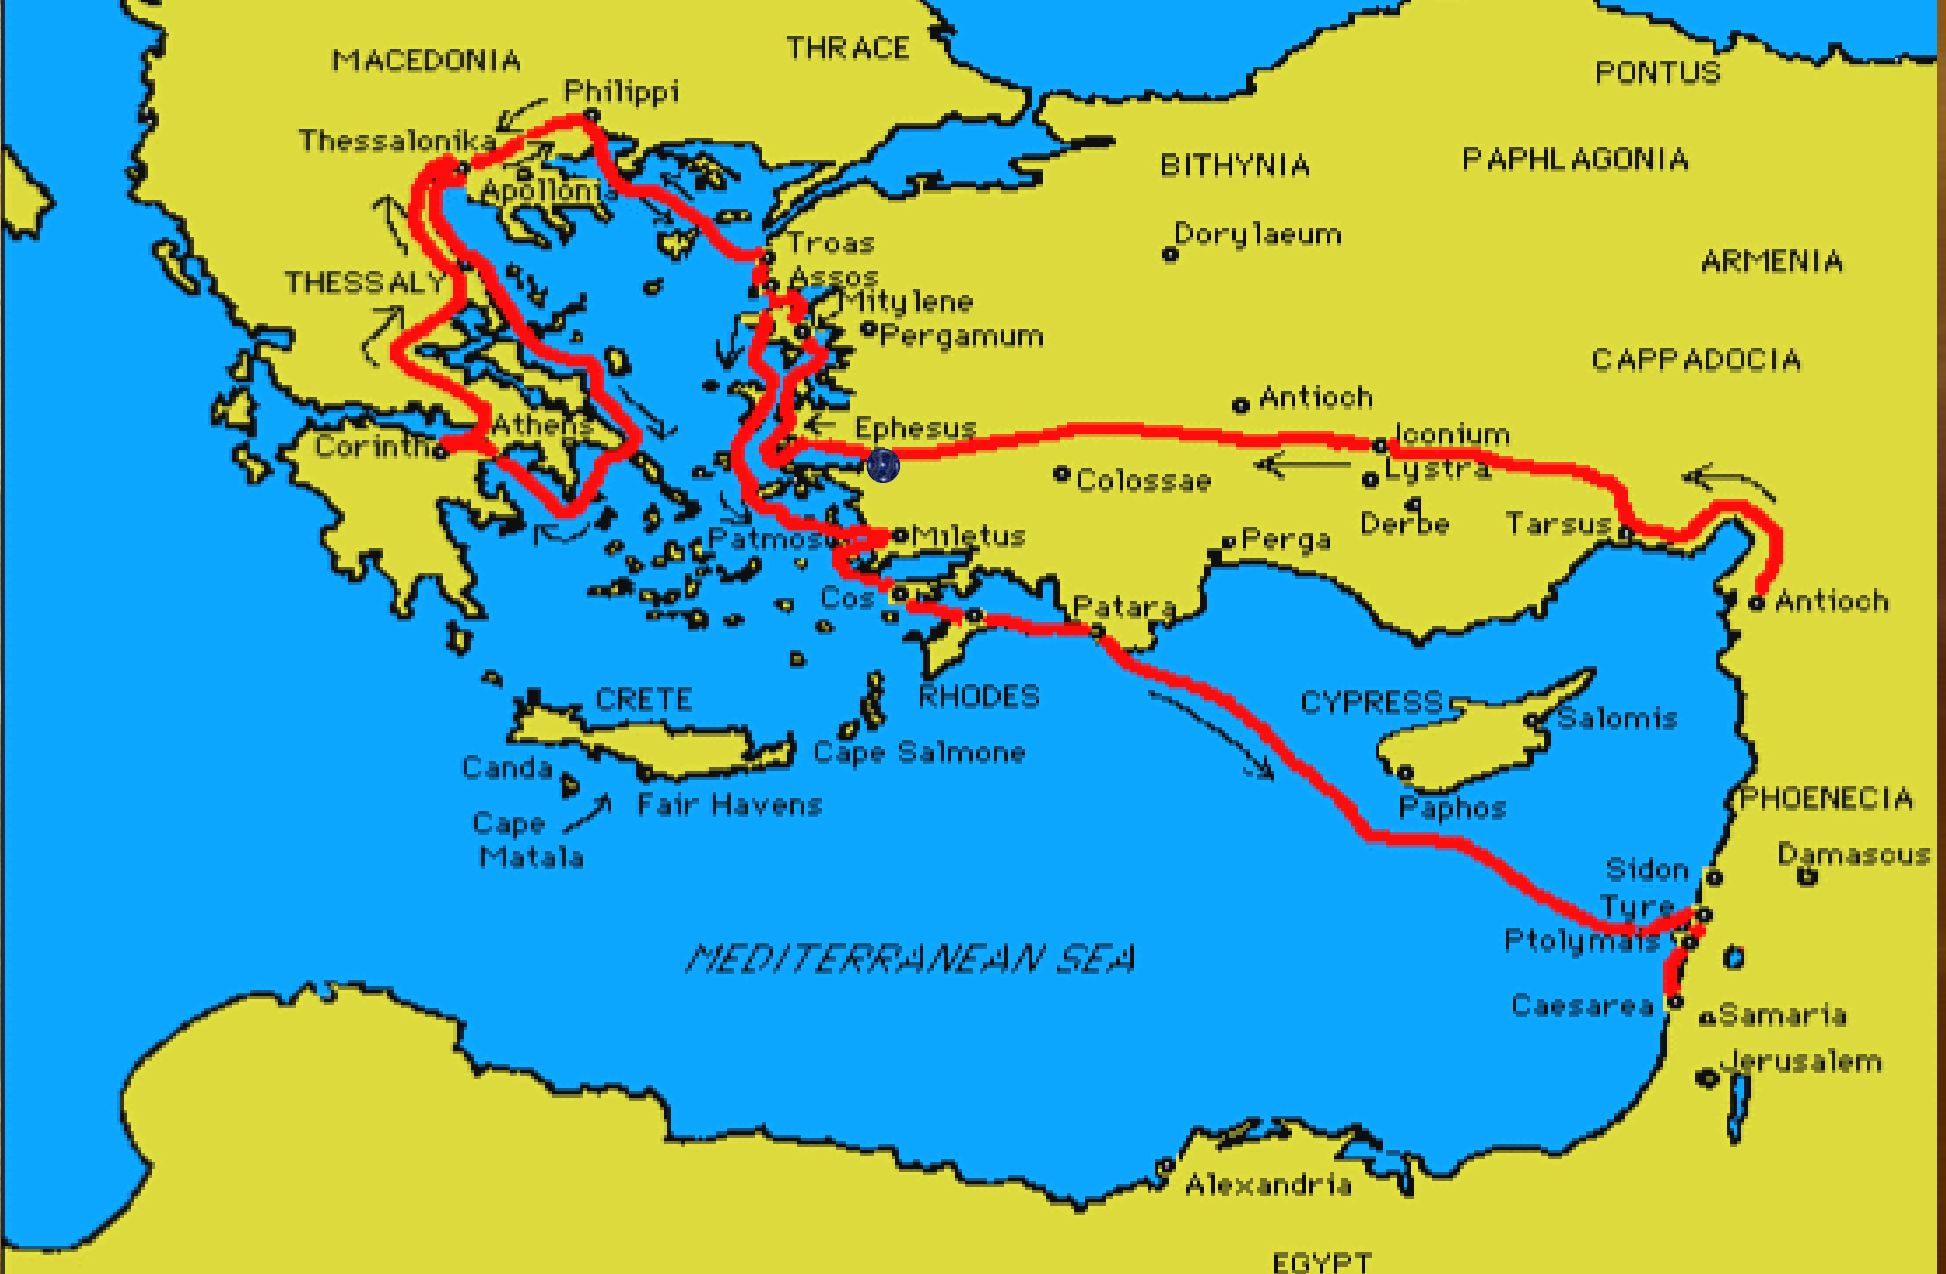 MACEDONIA
THRACE
PONTUS
Philippi
Thessalonika
BITHYNIA
PAPHLAGONIA
Apollonia
Troas
Dorylaeum
ARMENIA
THESSALY
Assos
Mitylene
Pergamum
CAPPADOCIA
Antioch
Athens
Ephesus
Iconium
Corinth
Lystra
Colossae
Derbe
Tarsus
Patmos
Miletus
Perga
Cos
Patara
Antioch
CRETE
RHODES
CYPRESS
Salomis
Cape Salmone
Canda
Fair Havens
Paphos
PHOENECIA
Cape
Matala
Damascus
Sidon
Tyre
Ptolymais
MEDITERRANEAN SEA
Caesarea
Samaria
Jerusalem
Alexandria
EGYPT